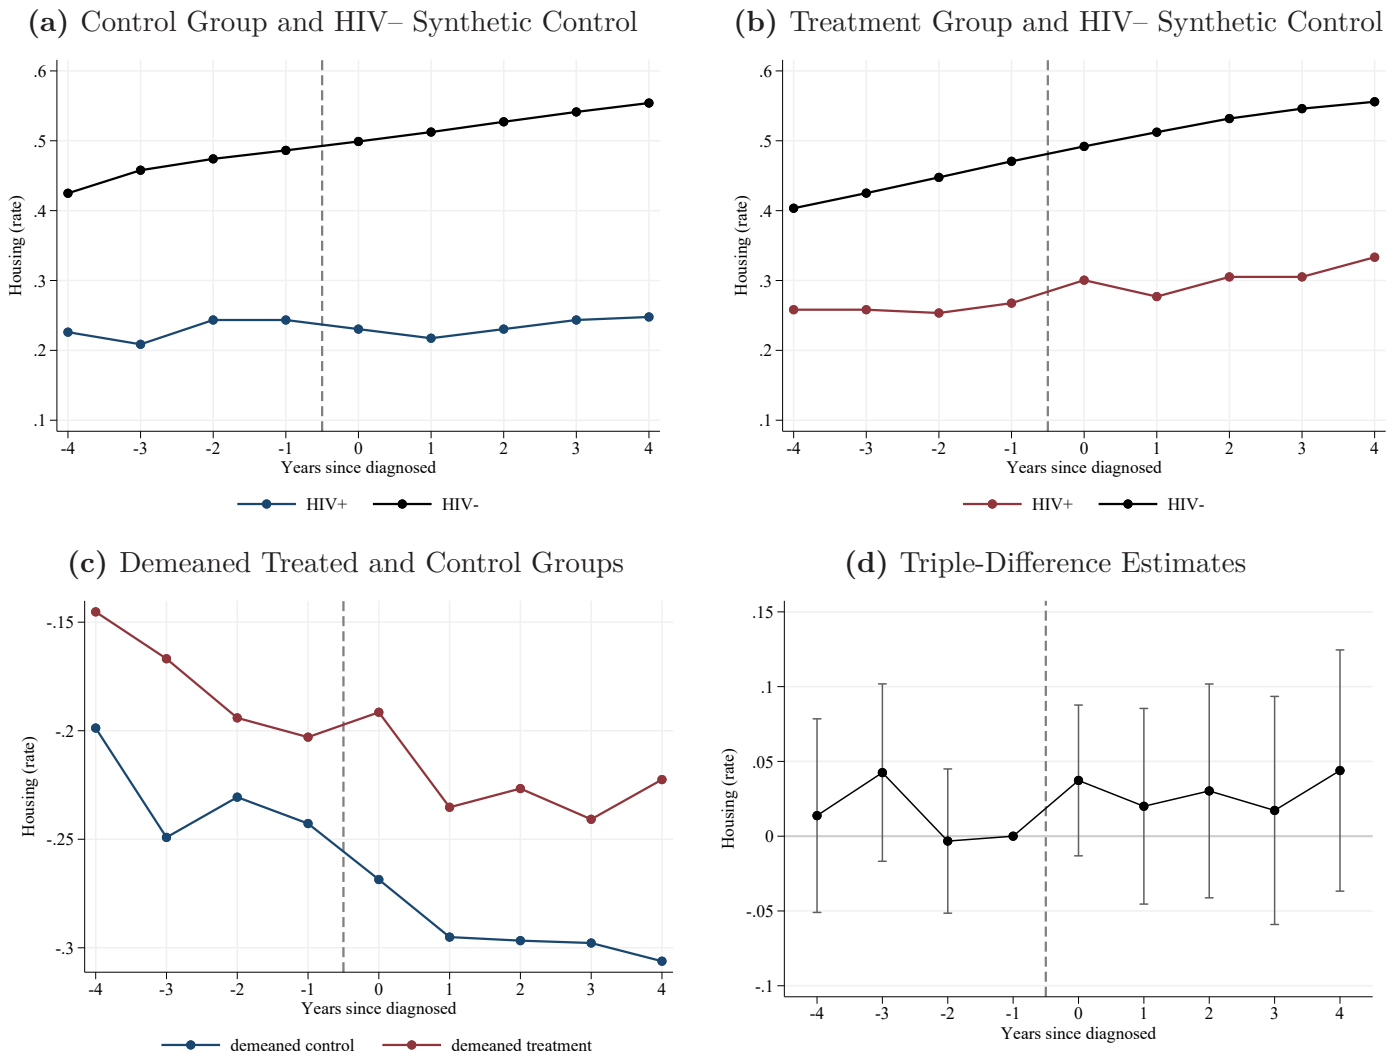 (a) Control Group and HIV– Synthetic Control
.6
.5
.4
.3
.2
.1
Housing (rate)
-4 -3 -2 -1 0 1 2 3 4
Years since diagnosed
HIV+ HIV-
(b) Treatment Group and HIV– Synthetic Control
.6
.5
.4
.3
.2
.1
Housing (rate)
-4 -3 -2 -1 0 1 2 3 4
Years since diagnosed
HIV+ HIV-
(c) Demeaned Treated and Control Groups
-.15
-.2
-.25
-.3
Housing (rate)
-4 -3 -2 -1 0 1 2 3 4
Years since diagnosed
demeaned control demeaned treatment
(d) Triple-Difference Estimates
.15
.1
.05
0
-.05
-.1
Housing (rate)
-4 -3 -2 -1 0 1 2 3 4
Years since diagnosed